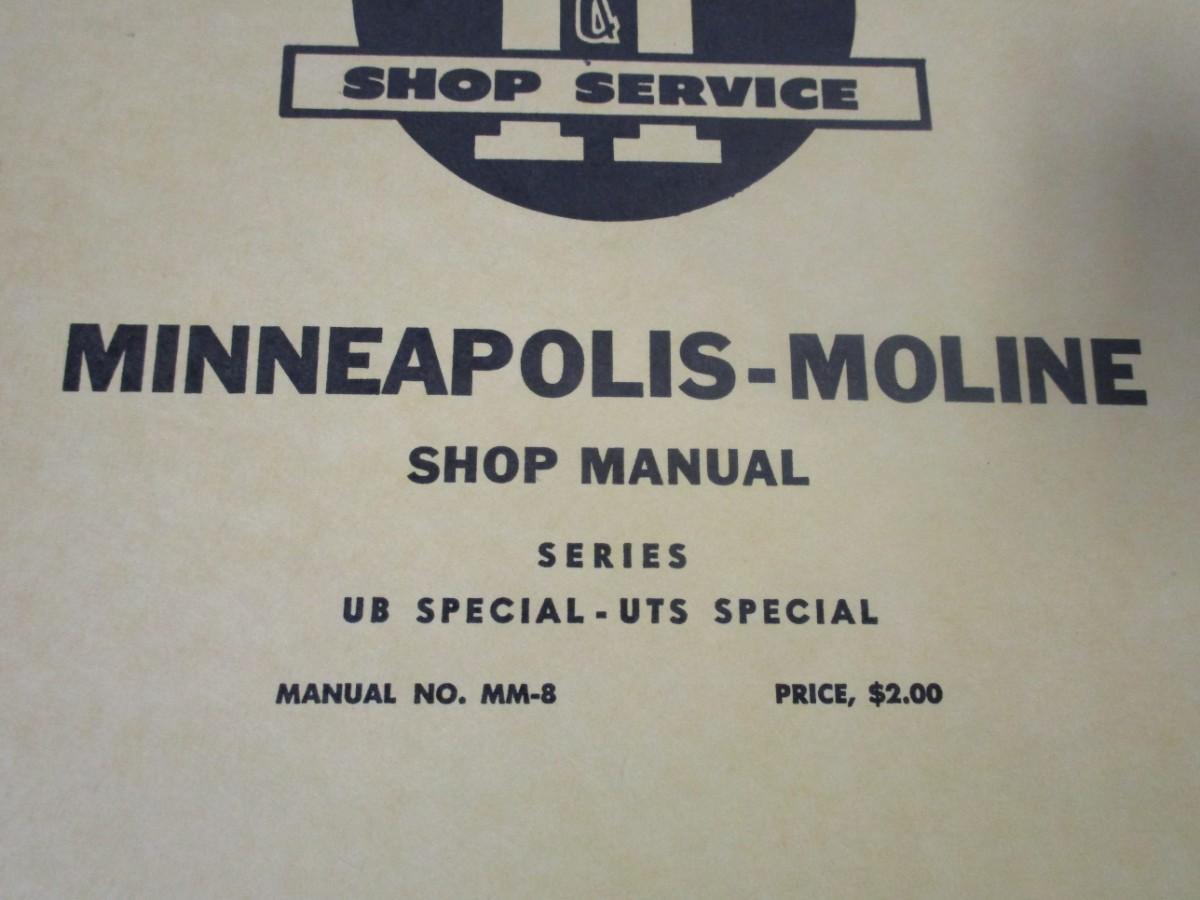 &
SHOP SERVICE
MINNEAPOLIS-MOLINE
SHOP MANUAL
SERIES
UB SPECIAL-UTS SPECIAL
MANUAL NO. MM-8 PRICE, $2.00